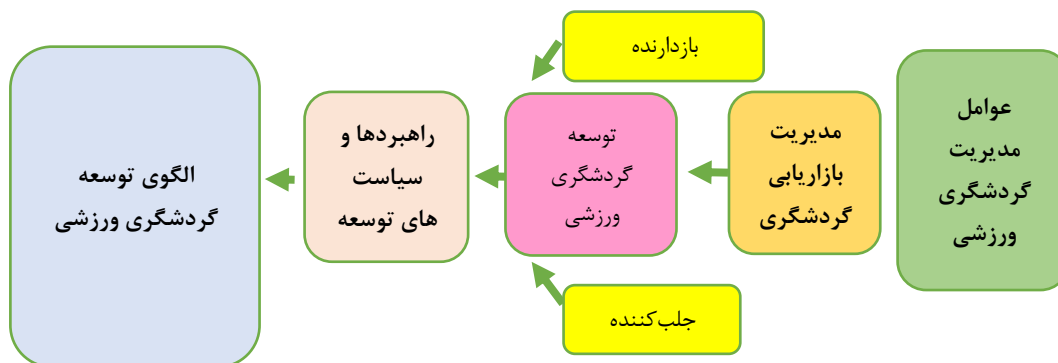 عوامل
مدیریت
گردشگری
ورزشی
مدیریت
بازاریابی
گردشگری
بازدارنده
توسعه
گردشگری
ورزشی
جلب‌کننده
راهبردها و
سیاست
های توسعه
الگوی توسعه
گردشگری ورزشی